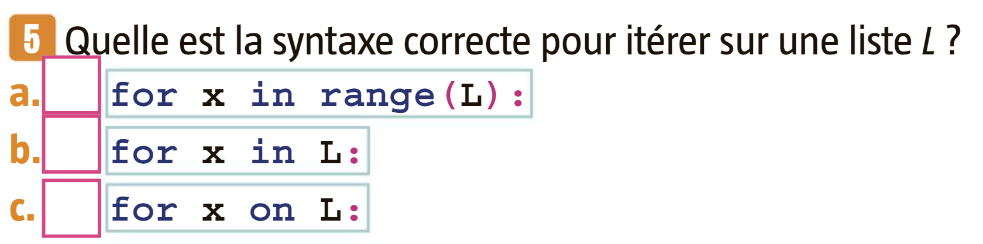 5 Quelle est la syntaxe correcte pour itérer sur une liste L ?
a. for x in range(L):
b. for x in L:
c. for x on L: